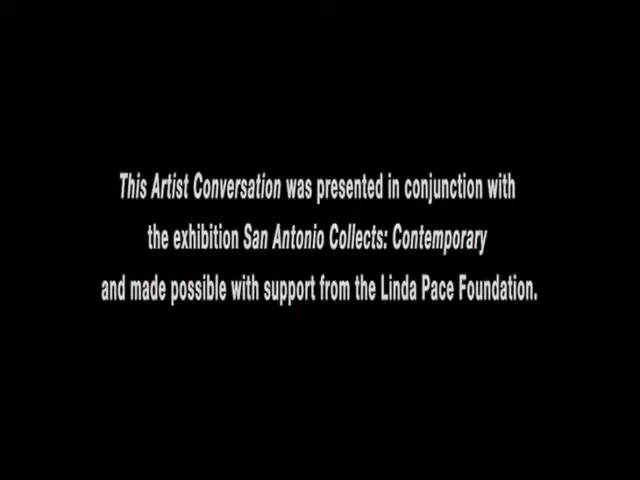 This Artist Conversation was presented in conjunction with
the exhibition San Antonio Collects: Contemporary
and made possible with support from the Linda Pace Foundation.